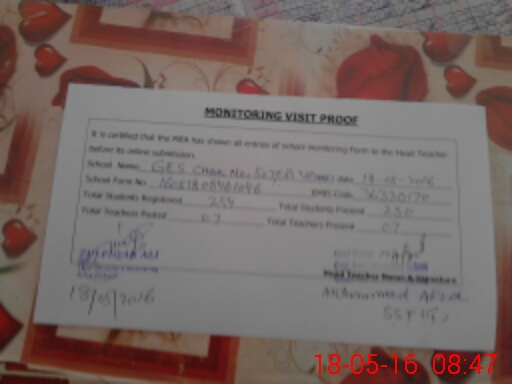 MONITORING VISIT PROOF
It is certified that the MEA has shown all entries of school monitoring Form to the Head Teacher
before its online submission.
School Name GES Chak No. date 18-05-2016
School Form No EMIS Code 36330170
Total Students Registered 254 Total Students Present 230
Total Teachers Posted 07 Total Teachers Present 07
Head Teacher Name & Signature
18/05/2016 Muhammad Afzal
SST
18-05-16 08:47